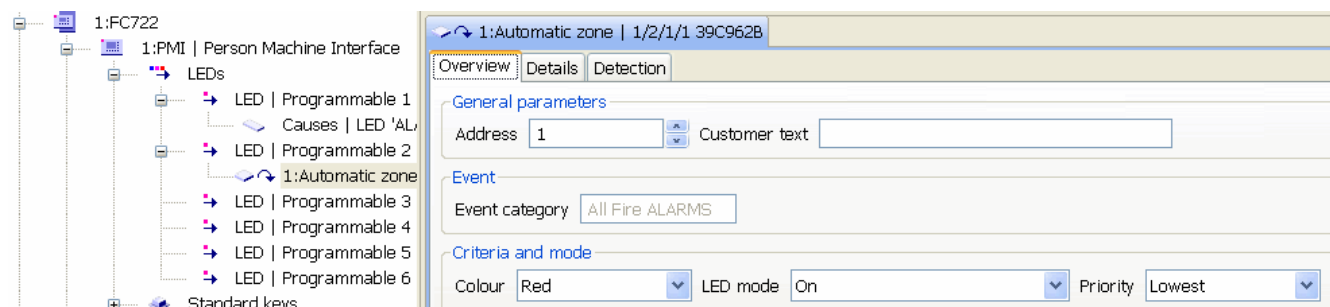 1:FC722
1:PMI | Person Machine Interface
LEDs
LED | Programmable 1
Causes | LED 'AL
LED | Programmable 2
1:Automatic zone
LED | Programmable 3
LED | Programmable 4
LED | Programmable 5
LED | Programmable 6
Standard keys
1:Automatic zone | 1/2/1/1 39C962B
Overview Details Detection
General parameters
Address 1 Customer text
Event
Event category All Fire ALARMS
Criteria and mode
Colour Red LED mode On Priority Lowest